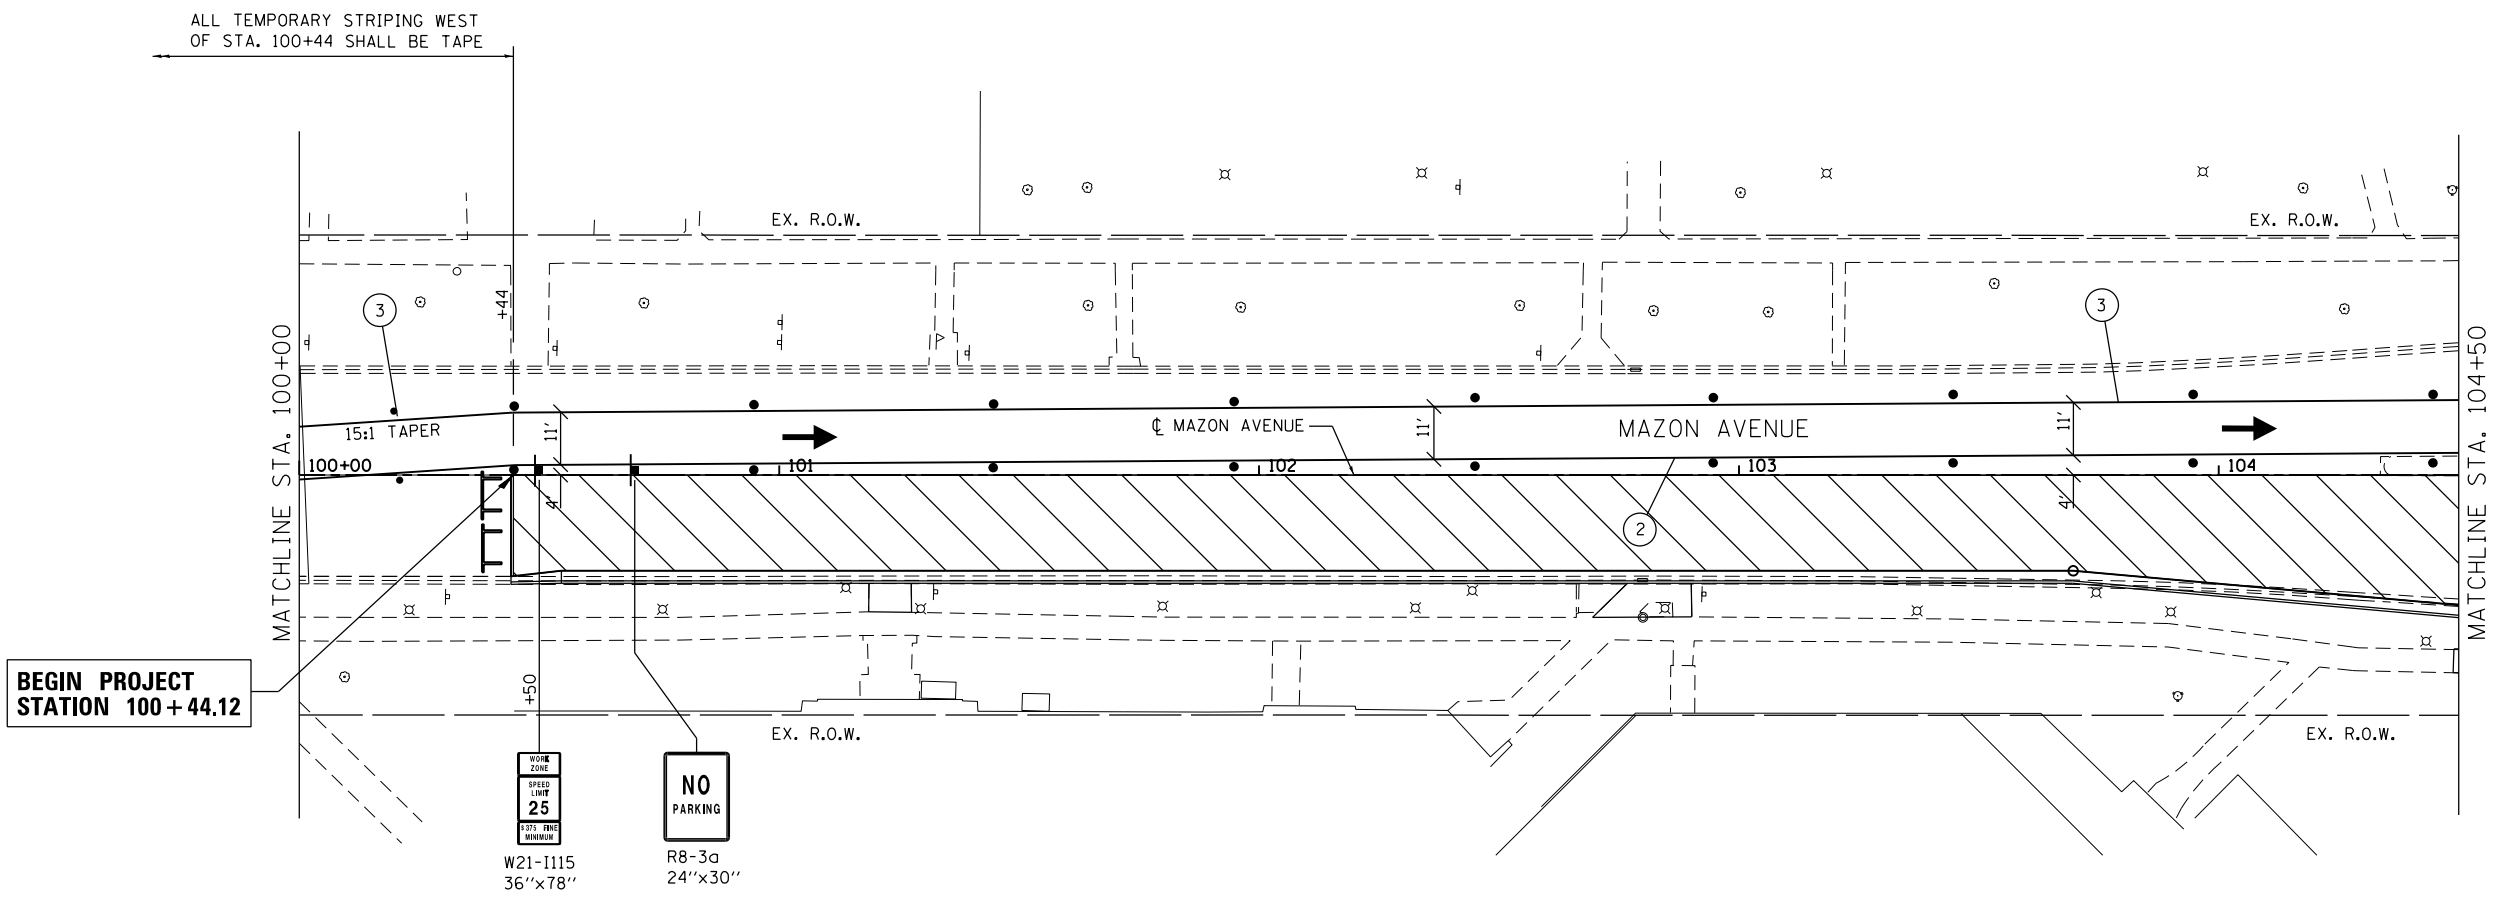 ALL TEMPORARY STRIPING WEST
OF STA. 100+44 SHALL BE TAPE
EX. R.O.W.
EX. R.O.W.
+44
3
3
MATCHLINE STA. 100+00
MATCHLINE STA. 104+50
15:1 TAPER
11'
℄ MAZON AVENUE
11'
MAZON AVENUE
11'
100+00
101
102
103
104
4'
4'
2
BEGIN PROJECT
STATION 100+44.12
+50
EX. R.O.W.
EX. R.O.W.
WORK
ZONE
SPEED
LIMIT
25
$375 FINE
MINIMUM
NO
PARKING
W21-I115
36''x78''
R8-3a
24''x30''